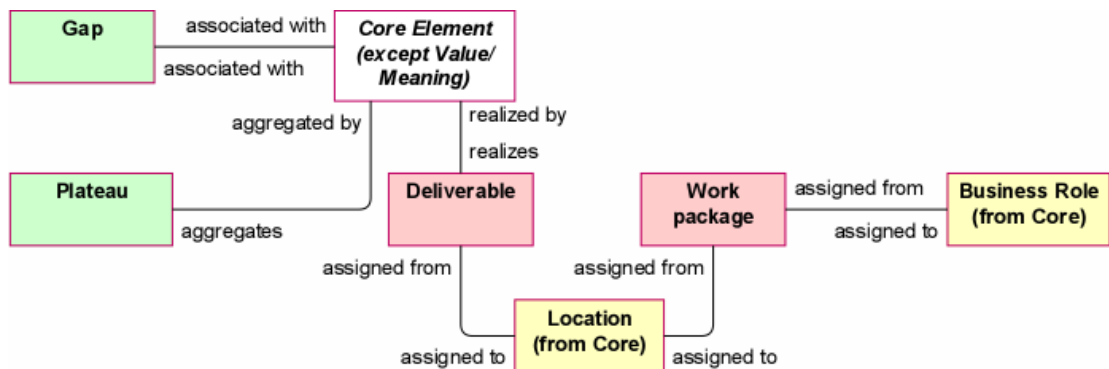 Gap
associated with
associated with
Core Element
(except Value/
Meaning)
aggregated by
realized by
realizes
Plateau
aggregates
Deliverable
Work
package
assigned from
assigned to
Business Role
(from Core)
assigned from
assigned from
Location
(from Core)
assigned to
assigned to